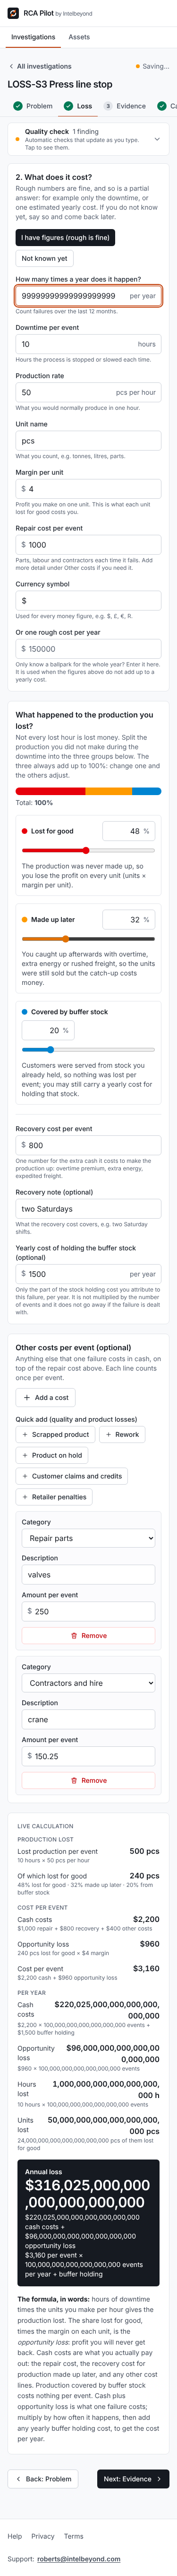 RCA Pilot by Intelbeyond
Investigations Assets
All investigations Saving...
LOSS-S3 Press line stop
Problem Loss 3 Evidence Ca
Quality check 1 finding
Automatic checks that update as you type.
Tap to see them.
2. What does it cost?
Rough numbers are fine, and so is a partial
answer: for example only the downtime, or
one estimated yearly cost. If you do not know
yet, say so and come back later.
I have figures (rough is fine)
Not known yet
How many times a year does it happen?
99999999999999999999 per year
Count failures over the last 12 months.
Downtime per event
10 hours
Hours the process is stopped or slowed each time.
Production rate
50 pcs per hour
What you would normally produce in one hour.
Unit name
pcs
What you count, e.g. tonnes, litres, parts.
Margin per unit
$ 4
Profit you make on one unit. This is what each unit
lost for good costs you.
Repair cost per event
$ 1000
Parts, labour and contractors each time it fails. Add
more detail under Other costs if you need it.
Currency symbol
$
Used for every money figure, e.g. $, £, €, R.
Or one rough cost per year
$ 150000
Only know a ballpark for the whole year? Enter it here.
It is used when the figures above do not add up to a
yearly cost.
What happened to the production you
lost?
Not every lost hour is lost money. Split the
production you did not make during the
downtime into the three groups below. The
three always add up to 100%: change one and
the others adjust.
Total: 100%
Lost for good 48 %
The production was never made up, so
you lose the profit on every unit (units ×
margin per unit).
Made up later 32 %
You caught up afterwards with overtime,
extra energy or rushed freight, so the units
were still sold but the catch-up costs
money.
Covered by buffer stock
20 %
Customers were served from stock you
already held, so nothing was lost per
event; you may still carry a yearly cost for
holding that stock.
Recovery cost per event
$ 800
One number for the extra cash it costs to make the
production up: overtime premium, extra energy,
expedited freight.
Recovery note (optional)
two Saturdays
What the recovery cost covers, e.g. two Saturday
shifts.
Yearly cost of holding the buffer stock
(optional)
$ 1500 per year
Only the part of the stock holding cost you attribute to
this failure, per year. It is not multiplied by the number
of events and it does not go away if the failure is dealt
with.
Other costs per event (optional)
Anything else that one failure costs in cash, on
top of the repair cost above. Each line counts
once per event.
+ Add a cost
Quick add (quality and product losses)
+ Scrapped product + Rework
+ Product on hold
+ Customer claims and credits
+ Retailer penalties
Category
Repair parts
Description
valves
Amount per event
$ 250
Remove
Category
Contractors and hire
Description
crane
Amount per event
$ 150.25
Remove
LIVE CALCULATION
PRODUCTION LOST
Lost production per event 500 pcs
10 hours × 50 pcs per hour
Of which lost for good 240 pcs
48% lost for good · 32% made up later · 20% from
buffer stock
COST PER EVENT
Cash costs $2,200
$1,000 repair + $800 recovery + $400 other costs
Opportunity loss $960
240 pcs lost for good × $4 margin
Cost per event $3,160
$2,200 cash + $960 opportunity loss
PER YEAR
Cash costs $220,025,000,000,000,000,000,000
$2,200 × 100,000,000,000,000,000,000 events +
$1,500 buffer holding
Opportunity loss $96,000,000,000,000,000,000,000
$960 × 100,000,000,000,000,000,000 events
Hours lost 1,000,000,000,000,000,000,000 h
10 hours × 100,000,000,000,000,000,000 events
Units lost 50,000,000,000,000,000,000,000 pcs
24,000,000,000,000,000,000,000 pcs of them lost
for good
Annual loss
$316,025,000,000
,000,000,000,000
$220,025,000,000,000,000,000,000
cash costs +
$96,000,000,000,000,000,000,000
opportunity loss
$3,160 per event ×
100,000,000,000,000,000,000 events
per year + buffer holding
The formula, in words: hours of downtime
times the units you make per hour gives the
production lost. The share lost for good,
times the margin on each unit, is the
opportunity loss: profit you will never get
back. Cash costs are what you actually pay
out: the repair cost, the recovery cost for
production made up later, and any other cost
lines. Production covered by buffer stock
costs nothing per event. Cash plus
opportunity loss is what one failure costs;
multiply by how often it happens, then add
any yearly buffer holding cost, to get the cost
per year.
Back: Problem Next: Evidence
Help Privacy Terms
Support: roberts@intelbeyond.com